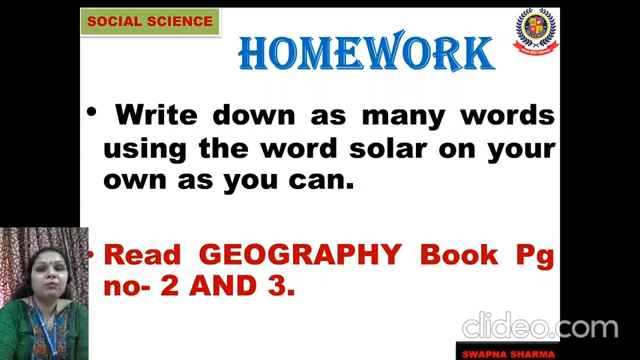 SOCIAL SCIENCE
HOMEWORK
• Write down as many words
using the word solar on your
own as you can.
• Read GEOGRAPHY Book Pg
no- 2 AND 3.
clideo.com
SWAPNA SHARMA